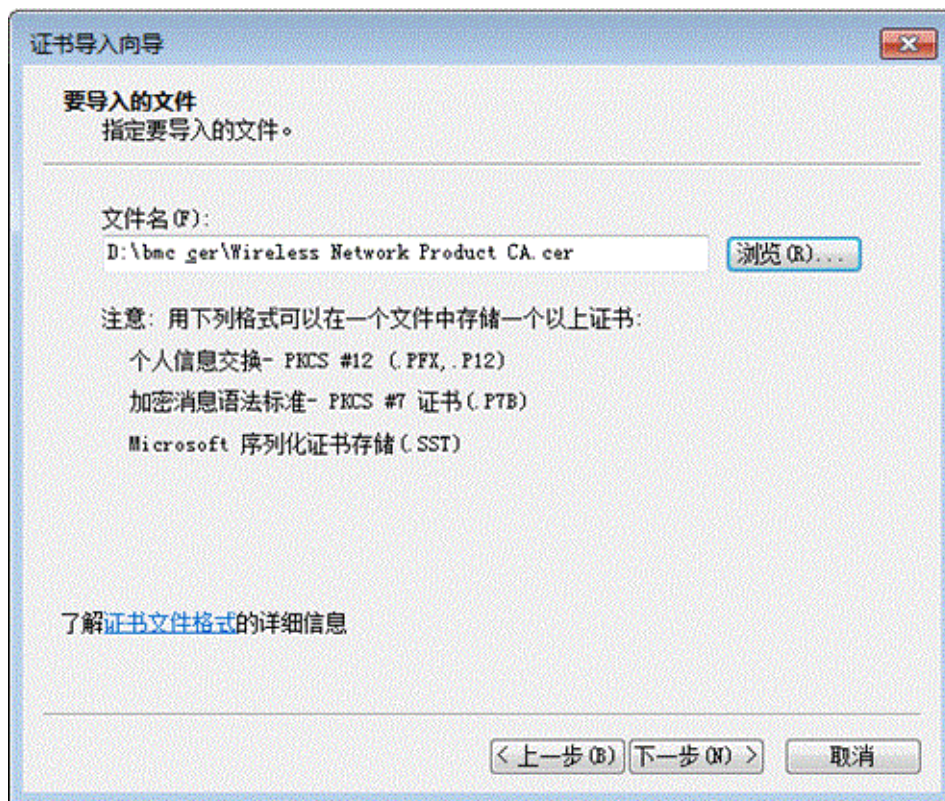 证书导入向导
要导入的文件
指定要导入的文件。
文件名(F):
D:\bmc cer\Wireless Network Product CA.cer
浏览(R)...
注意: 用下列格式可以在一个文件中存储一个以上证书:
个人信息交换- PKCS #12 (.PFX,.P12)
加密消息语法标准- PKCS #7 证书(.P7B)
Microsoft 序列化证书存储(.SST)
了解证书文件格式的详细信息
< 上一步(B) 下一步(N) > 取消